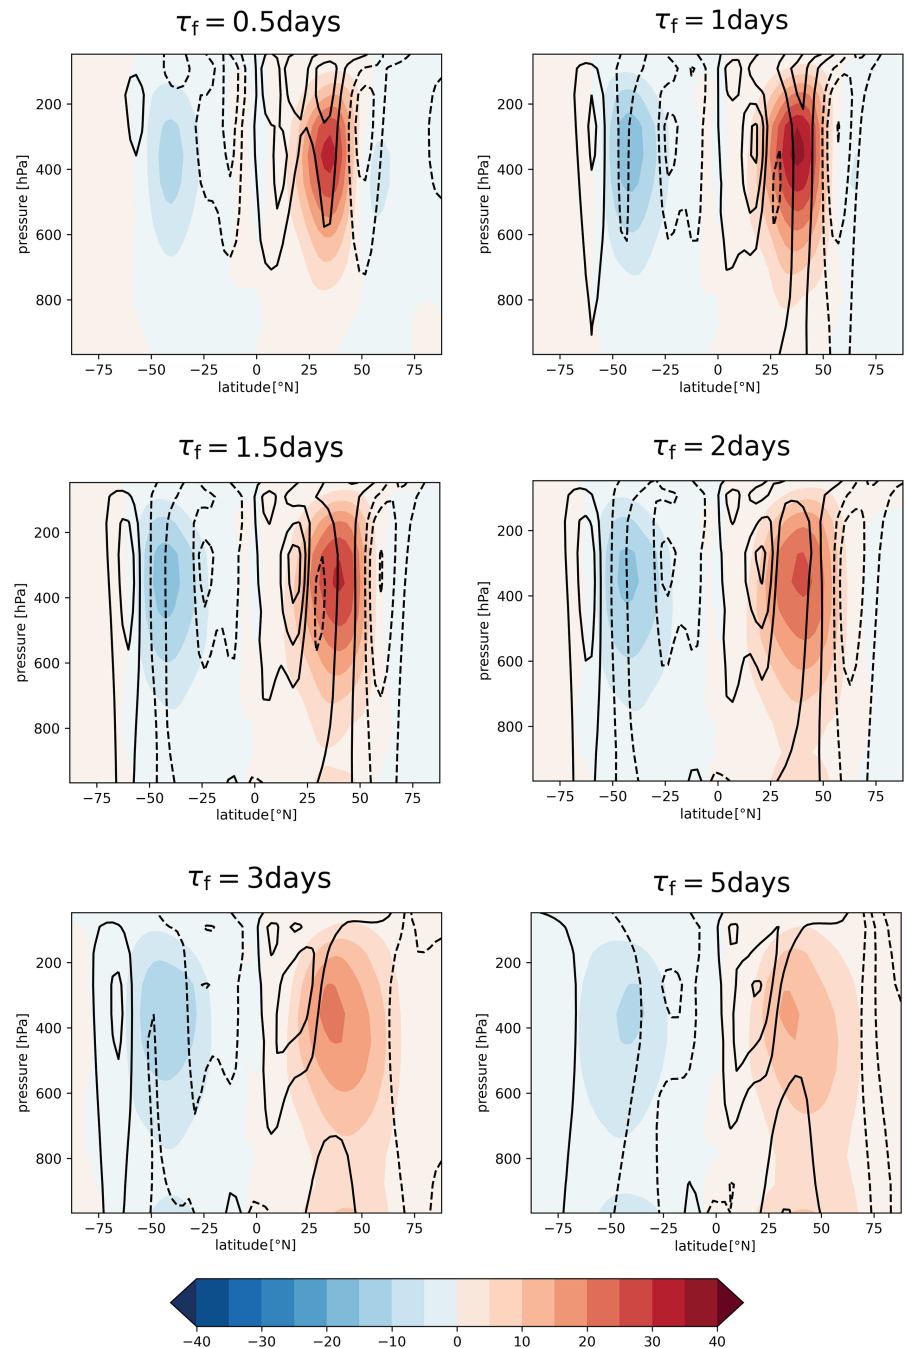 τf = 0.5days
τf = 1days
200
400
600
800
pressure [hPa]
−75 −50 −25 0 25 50 75
latitude[°N]
200
400
600
800
pressure [hPa]
−75 −50 −25 0 25 50 75
latitude[°N]
τf = 1.5days
τf = 2days
200
400
600
800
pressure [hPa]
−75 −50 −25 0 25 50 75
latitude[°N]
200
400
600
800
pressure [hPa]
−75 −50 −25 0 25 50 75
latitude[°N]
τf = 3days
τf = 5days
200
400
600
800
pressure [hPa]
−75 −50 −25 0 25 50 75
latitude[°N]
200
400
600
800
pressure [hPa]
−75 −50 −25 0 25 50 75
latitude[°N]
−40 −30 −20 −10 0 10 20 30 40